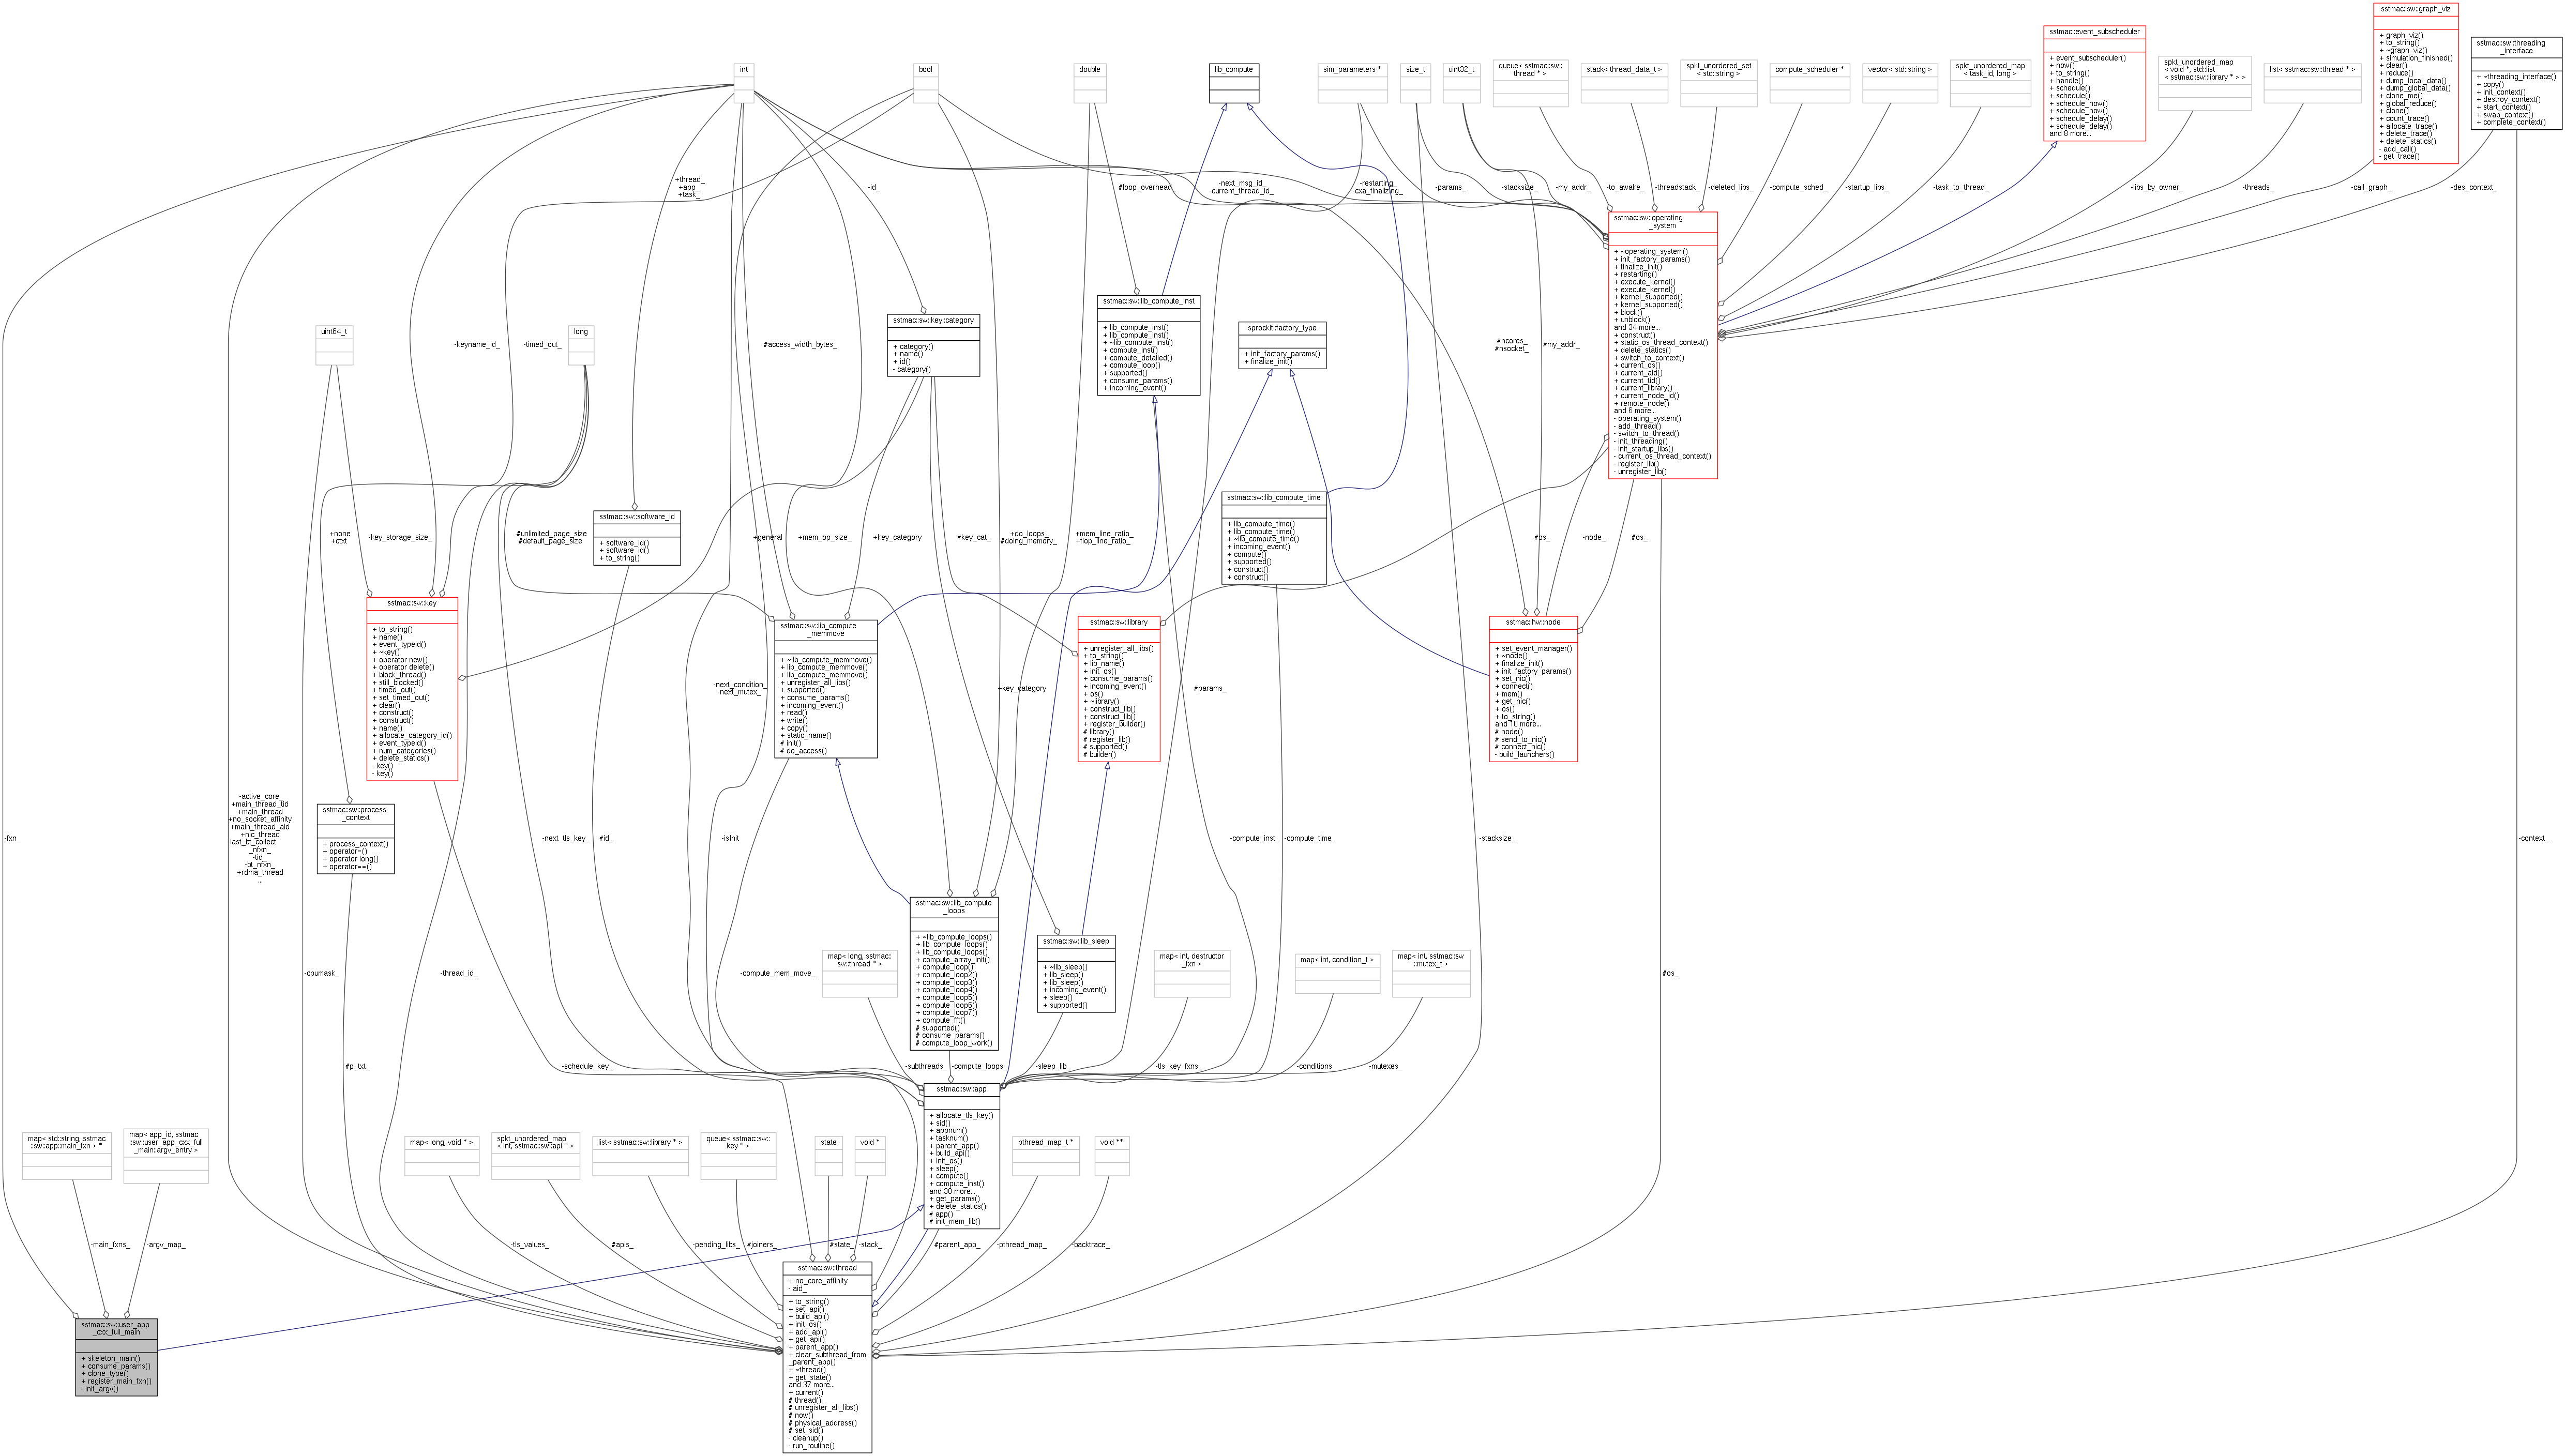 sstmac::sw::graph_viz
+ graph_viz()
+ to_string()
+ ~graph_viz()
+ simulation_finished()
+ clear()
+ reduce()
+ dump_local_data()
+ dump_global_data()
+ clone_me()
+ global_reduce()
+ clone()
+ count_trace()
+ allocate_trace()
+ delete_trace()
+ delete_statics()
- add_call()
- get_trace()
sstmac::event_subscheduler
+ event_subscheduler()
+ now()
+ to_string()
+ handle()
+ schedule()
+ schedule()
+ schedule_now()
+ schedule_now()
+ schedule_delay()
+ schedule_delay()
and 8 more...
sstmac::sw::threading
_interface
+ ~threading_interface()
+ copy()
+ init_context()
+ destroy_context()
+ start_context()
+ swap_context()
+ complete_context()
int
bool
double
lib_compute
sim_parameters *
size_t
uint32_t
queue< sstmac::sw::
thread * >
stack< thread_data_t >
spkt_unordered_set
< std::string >
compute_scheduler *
vector< std::string >
spkt_unordered_map
< task_id, long >
spkt_unordered_map
< void *, std::list
< sstmac::sw::library * > >
list< sstmac::sw::thread * >
+thread_
+app_
+task_
-id_
#loop_overhead_
-next_msg_id_
-current_thread_id_
-restarting_
-cxa_finalizing_
-params_
-stacksize_
-my_addr_
-to_awake_
-threadstack_
-deleted_libs_
-compute_sched_
-startup_libs_
-task_to_thread_
-libs_by_owner_
-threads_
-call_graph_
-des_context_
sstmac::sw::operating
_system
+ ~operating_system()
+ init_factory_params()
+ finalize_init()
+ restarting()
+ execute_kernel()
+ execute_kernel()
+ kernel_supported()
+ kernel_supported()
+ block()
+ unblock()
and 34 more...
+ construct()
+ static_os_thread_context()
+ delete_statics()
+ switch_to_context()
+ current_os()
+ current_aid()
+ current_tid()
+ current_library()
+ current_node_id()
+ remote_node()
and 6 more...
- operating_system()
- add_thread()
- switch_to_thread()
- init_threading()
- init_startup_libs()
- current_os_thread_context()
- register_lib()
- unregister_lib()
uint64_t
long
-keyname_id_
-timed_out_
#access_width_bytes_
sstmac::sw::key::category
+ category()
+ name()
+ id()
- category()
sstmac::sw::lib_compute_inst
+ lib_compute_inst()
+ lib_compute_inst()
+ ~lib_compute_inst()
+ compute_inst()
+ compute_detailed()
+ compute_loop()
+ supported()
+ consume_params()
+ incoming_event()
sprockit::factory_type
+ init_factory_params()
+ finalize_init()
#ncores_
#nsocket_
#my_addr_
sstmac::sw::software_id
+ software_id()
+ software_id()
+ to_string()
sstmac::sw::lib_compute_time
+ lib_compute_time()
+ lib_compute_time()
+ ~lib_compute_time()
+ incoming_event()
+ compute()
+ supported()
+ construct()
+ construct()
+none
+ctxt
-key_storage_size_
#unlimited_page_size
#default_page_size
+general
+mem_op_size_
+key_category
#key_cat_
+do_loops_
#doing_memory_
+mem_line_ratio_
+flop_line_ratio_
#os_
-node_
#os_
sstmac::sw::key
+ to_string()
+ name()
+ event_typeid()
+ ~key()
+ operator new()
+ operator delete()
+ block_thread()
+ still_blocked()
+ timed_out()
+ set_timed_out()
+ clear()
+ construct()
+ construct()
+ name()
+ allocate_category_id()
+ event_typeid()
+ num_categories()
+ delete_statics()
- key()
- key()
sstmac::sw::lib_compute
_memmove
+ ~lib_compute_memmove()
+ lib_compute_memmove()
+ lib_compute_memmove()
+ unregister_all_libs()
+ supported()
+ consume_params()
+ incoming_event()
+ read()
+ write()
+ copy()
+ static_name()
# init()
# do_access()
sstmac::sw::library
+ unregister_all_libs()
+ to_string()
+ lib_name()
+ init_os()
+ consume_params()
+ incoming_event()
+ os()
+ ~library()
+ construct_lib()
+ construct_lib()
+ register_builder()
# library()
# register_lib()
# supported()
# builder()
sstmac::hw::node
+ set_event_manager()
+ ~node()
+ finalize_init()
+ init_factory_params()
+ set_nic()
+ connect()
+ mem()
+ get_nic()
+ os()
+ to_string()
and 10 more...
# node()
# send_to_nic()
# connect_nic()
- build_launchers()
-next_condition_
-next_mutex_
+key_category
#params_
-active_core_
+main_thread_tid
+main_thread
+no_socket_affinity
+main_thread_aid
+nic_thread
-last_bt_collect
_nfxn_
-tid_
-bt_nfxn_
+rdma_thread
...
-fxn_
sstmac::sw::process
_context
+ process_context()
+ operator=()
+ operator long()
+ operator==()
-next_tls_key_
#id_
-isInit
-compute_inst_
-compute_time_
-stacksize_
-context_
sstmac::sw::lib_compute
_loops
+ ~lib_compute_loops()
+ lib_compute_loops()
+ lib_compute_loops()
+ compute_array_init()
+ compute_loop()
+ compute_loop2()
+ compute_loop3()
+ compute_loop4()
+ compute_loop5()
+ compute_loop6()
+ compute_loop7()
+ compute_fft()
# supported()
# consume_params()
# compute_loop_work()
sstmac::sw::lib_sleep
+ ~lib_sleep()
+ lib_sleep()
+ lib_sleep()
+ incoming_event()
+ sleep()
+ supported()
map< long, sstmac::
sw::thread * >
map< int, destructor
_fxn >
map< int, condition_t >
map< int, sstmac::sw
::mutex_t >
-cpumask_
-thread_id_
-compute_mem_move_
#os_
#p_txt_
-schedule_key_
-subthreads_
-compute_loops_
-sleep_lib_
-tls_key_fxns_
-conditions_
-mutexes_
sstmac::sw::app
+ allocate_tls_key()
+ sid()
+ appnum()
+ tasknum()
+ parent_app()
+ build_api()
+ init_os()
+ sleep()
+ compute()
+ compute_inst()
and 30 more...
+ get_params()
+ delete_statics()
# app()
# init_mem_lib()
map< std::string, sstmac
::sw::app::main_fxn > *
map< app_id, sstmac
::sw::user_app_cxx_full
_main::argv_entry >
map< long, void * >
spkt_unordered_map
< int, sstmac::sw::api * >
list< sstmac::sw::library * >
queue< sstmac::sw::
key * >
state
void *
pthread_map_t *
void **
-main_fxns_
-argv_map_
-tls_values_
#apis_
-pending_libs_
#joiners_
#state_
-stack_
#parent_app_
-pthread_map_
-backtrace_
sstmac::sw::user_app
_cxx_full_main
+ skeleton_main()
+ consume_params()
+ clone_type()
+ register_main_fxn()
- init_argv()
sstmac::sw::thread
+ no_core_affinity
- aid_
+ to_string()
+ set_api()
+ build_api()
+ init_os()
+ add_api()
+ get_api()
+ parent_app()
+ clear_subthread_from
_parent_app()
+ ~thread()
+ get_state()
and 37 more...
+ current()
# thread()
# unregister_all_libs()
# now()
# physical_address()
# set_sid()
- cleanup()
- run_routine()